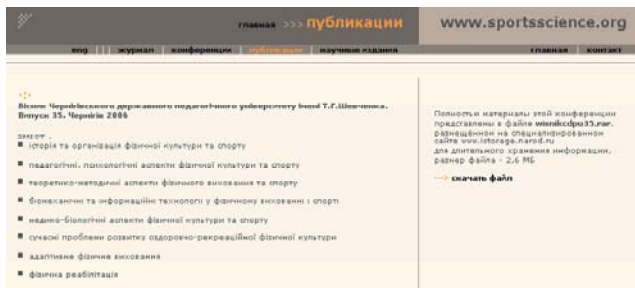 главная >>> публикации
www.sportsscience.org
eng | | | журнал | конференции | публикации | научные издания
главная | контакт
Вісник Чернігівського державного педагогічного університету імені Т.Г.Шевченка.
Випуск 35. Чернігів 2006
ЗМІСТ .
історія та організація фізичної культури та спорту
педагогічні, психологічні аспекти фізичної культури та спорту
теоретико-методичні аспекти фізичного виховання та спорту
біомеханічні та інформаційні технології у фізичному вихованні і спорті
медико-біологічні аспекти фізичної культури та спорту
сучасні проблеми розвитку оздоровчо-рекреаційної фізичної культури
адаптивне фізичне виховання
фізична реабілітація
Полностью материалы этой конференции
представлены в файле wisnikcdpu35.rar,
размещённом на специализированном
сайте www.istorage.narod.ru
для длительного хранения информации.
размер файла - 2,6 МБ
---> скачать файл